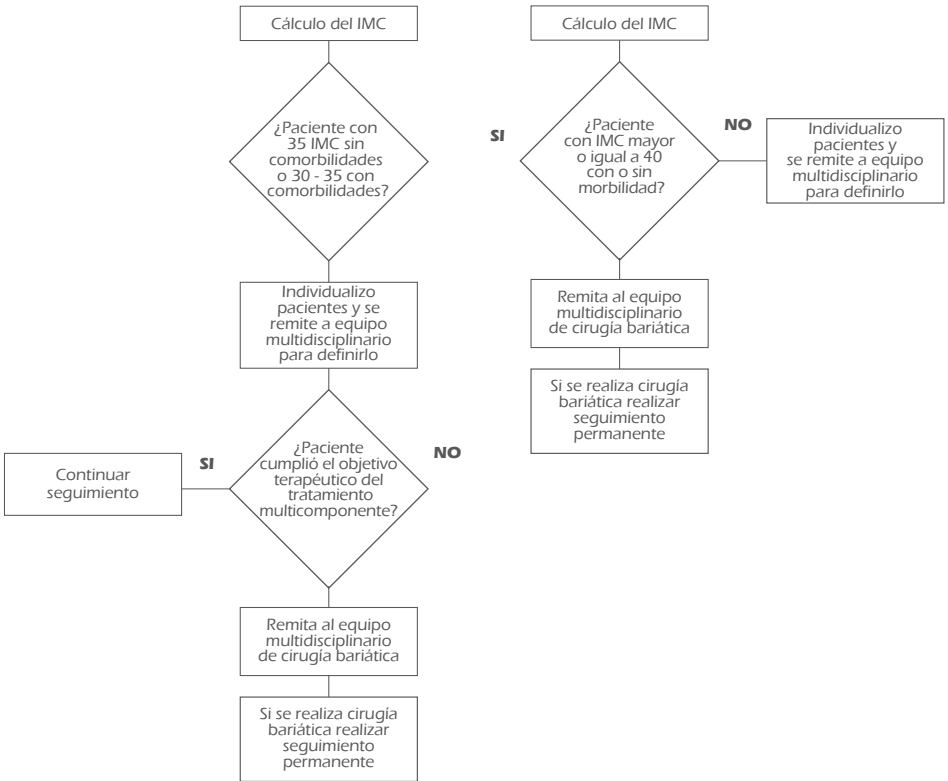 Cálculo del IMC
¿Paciente con
35 IMC sin
comorbilidades
o 30 - 35 con
comorbilidades?
Individualizo
pacientes y se
remite a equipo
multidisciplinario
para definirlo
¿Paciente
cumplió el objetivo
terapéutico del
tratamiento
multicomponente?
SI
Continuar
seguimiento
NO
Remita al equipo
multidisciplinario
de cirugía bariática
Si se realiza cirugía
bariática realizar
seguimiento
permanente
Cálculo del IMC
SI
¿Paciente
con IMC mayor
o igual a 40
con o sin
morbilidad?
NO
Individualizo
pacientes y
se remite a equipo
multidisciplinario
para definirlo
Remita al equipo
multidisciplinario
de cirugía bariática
Si se realiza cirugía
bariática realizar
seguimiento
permanente